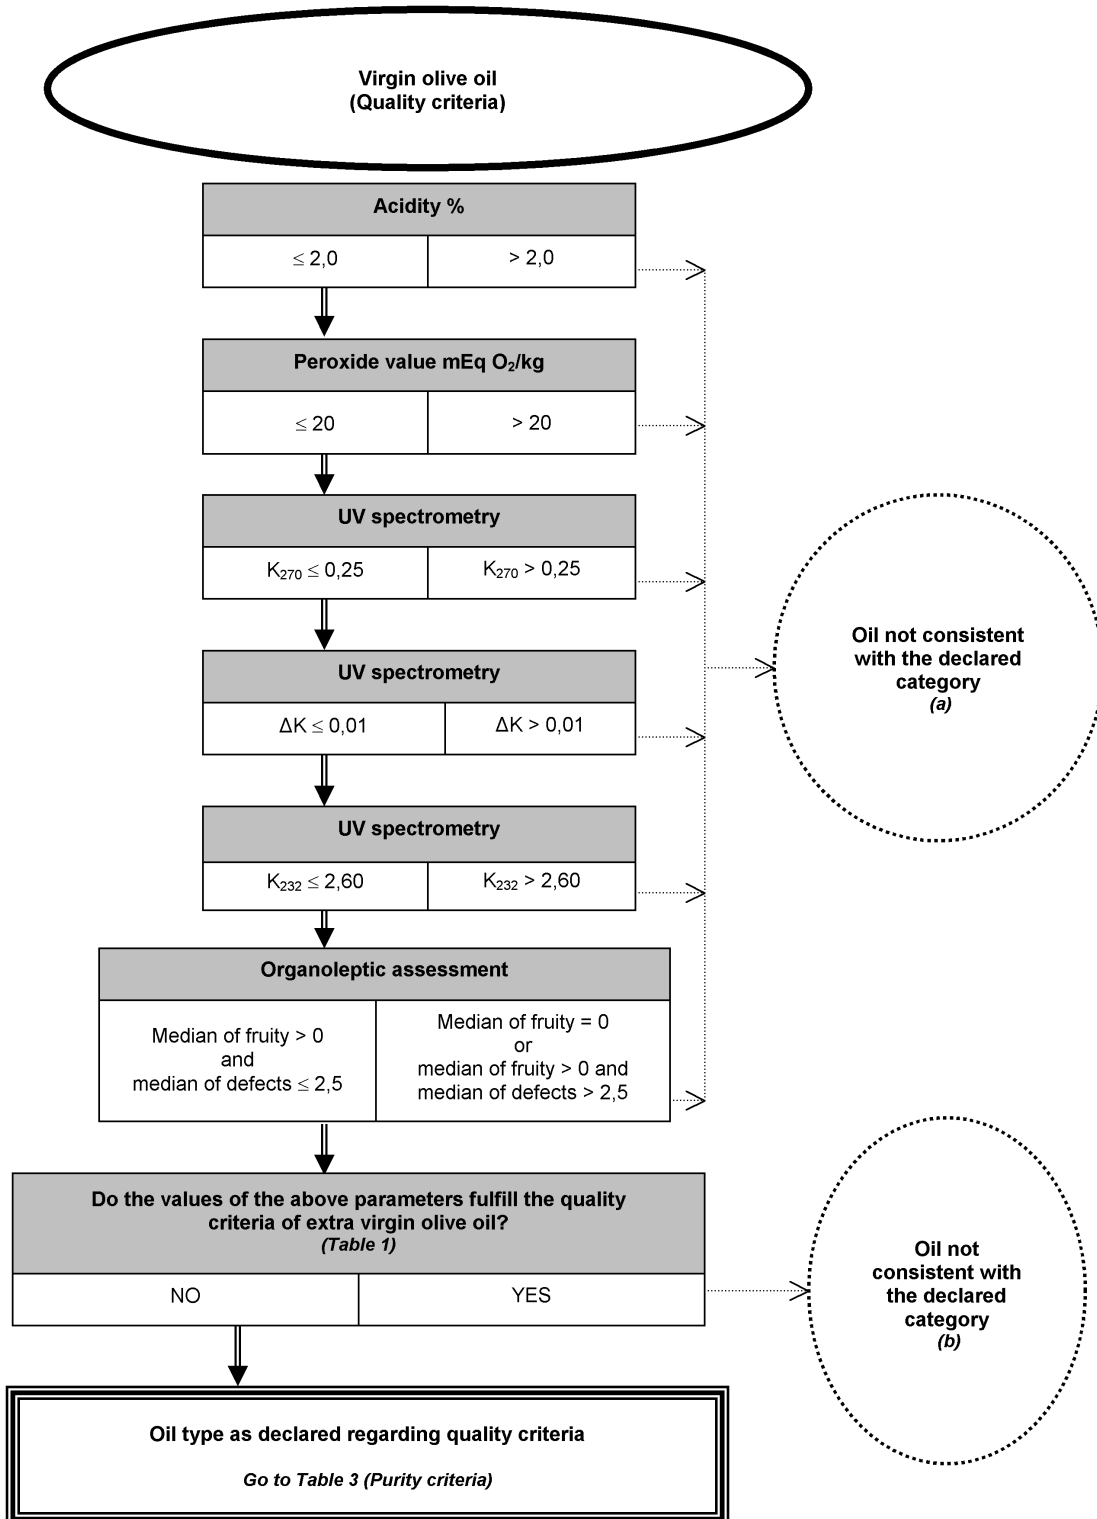 Virgin olive oil
(Quality criteria)
Acidity %
≤ 2,0
> 2,0
Peroxide value mEq O₂/kg
≤ 20
> 20
UV spectrometry
K₂₇₀ ≤ 0,25
K₂₇₀ > 0,25
UV spectrometry
ΔK ≤ 0,01
ΔK > 0,01
UV spectrometry
K₂₃₂ ≤ 2,60
K₂₃₂ > 2,60
Oil not consistent
with the declared
category
(a)
Organoleptic assessment
Median of fruity > 0
and
median of defects ≤ 2,5
Median of fruity = 0
or
median of fruity > 0 and
median of defects > 2,5
Do the values of the above parameters fulfill the quality
criteria of extra virgin olive oil?
(Table 1)
NO
YES
Oil not
consistent with
the declared
category
(b)
Oil type as declared regarding quality criteria
Go to Table 3 (Purity criteria)